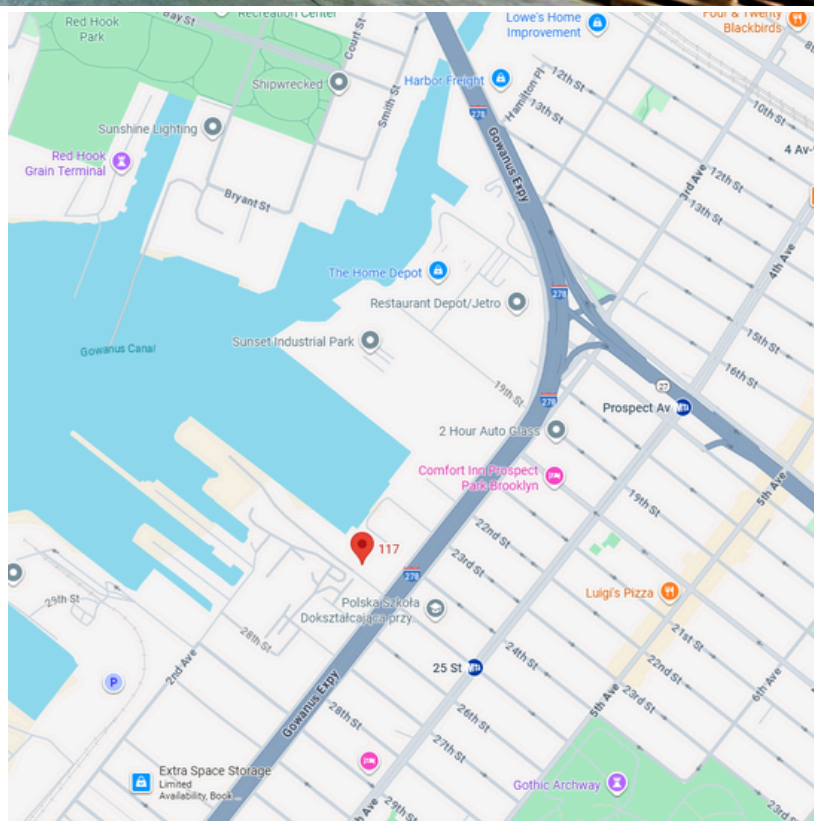 Recreation Center
Lowe's Home
Improvement
Four & Twenty
Blackbirds
Red Hook
Park
Bay St
Court St
Shipwrecked
Smith St
Harbor Freight
Hamilton Pl
12th St
13th St
10th St
278
Gowanus Expy
Sunshine Lighting
Red Hook
Grain Terminal
4 Av-
3rd Ave
12th St
13th St
Bryant St
4th Ave
The Home Depot
278
Restaurant Depot/Jetro
15th St
16th St
Gowanus Canal
Sunset Industrial Park
19th St
27
278
Prospect Av
2 Hour Auto Glass
Comfort Inn Prospect
Park Brooklyn
5th Ave
19th St
22nd St
117
23rd St
278
29th St
Polska Szkoła
Dokształcająca przy...
Luigi's Pizza
28th St
21st St
24th St
22nd St
2nd Ave
25 St
23rd St
5th Ave
6th Ave
P
Gowanus Expy
28th St
26th St
27th St
Extra Space Storage
Limited
Availability, Book...
Gothic Archway
29th St
23rd St